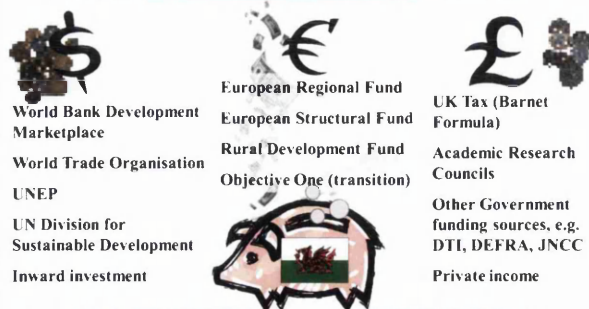 $
World Bank Development
Marketplace
World Trade Organisation
UNEP
UN Division for
Sustainable Development
Inward investment
€
European Regional Fund
European Structural Fund
Rural Development Fund
Objective One (transition)
£
UK Tax (Barnet
Formula)
Academic Research
Councils
Other Government
funding sources, e.g.
DTI, DEFRA, JNCC
Private income